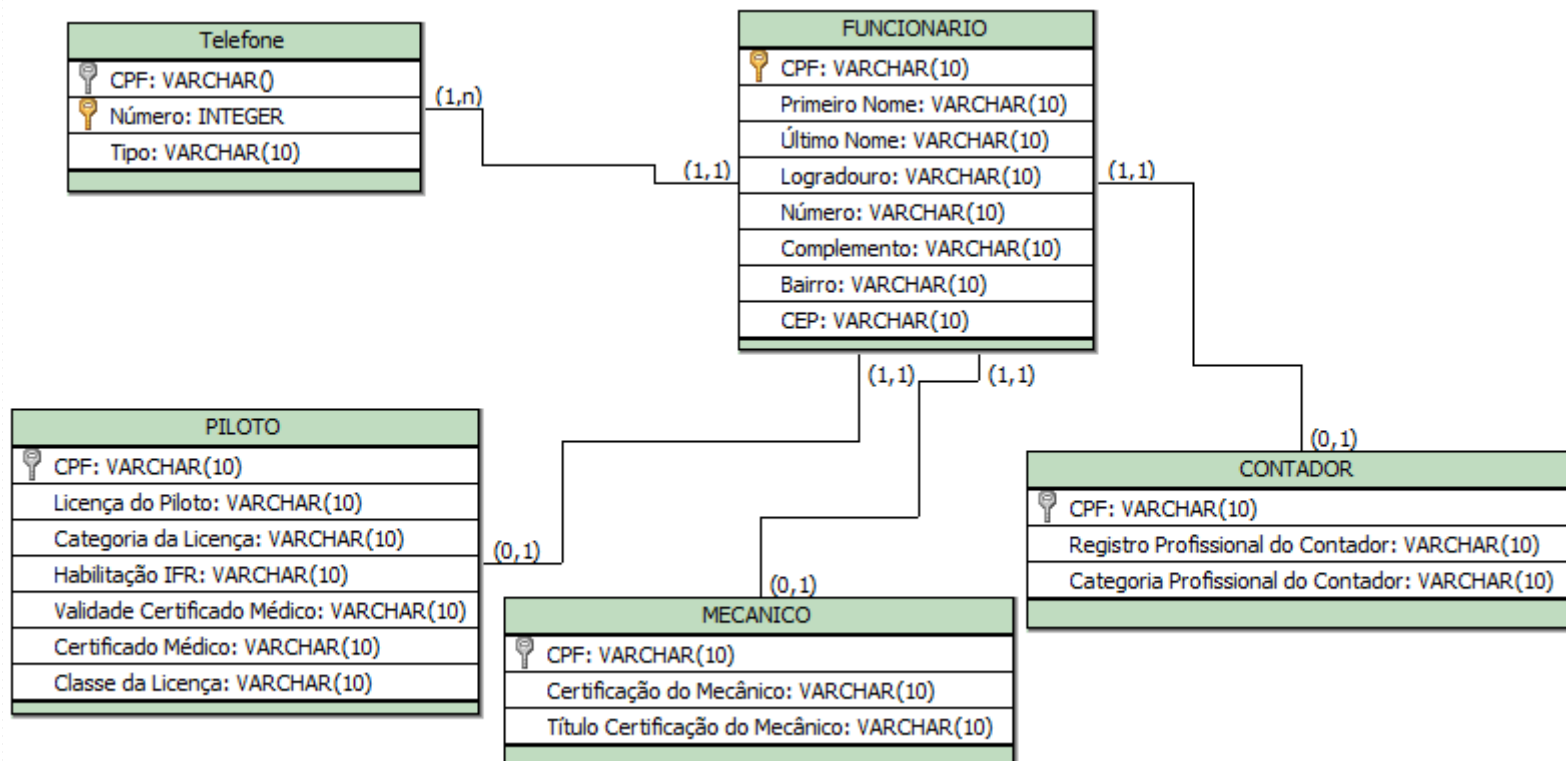 Telefone
CPF: VARCHAR()
Número: INTEGER
Tipo: VARCHAR(10)
(1,n)
(1,1)
FUNCIONARIO
CPF: VARCHAR(10)
Primeiro Nome: VARCHAR(10)
Último Nome: VARCHAR(10)
Logradouro: VARCHAR(10)
Número: VARCHAR(10)
Complemento: VARCHAR(10)
Bairro: VARCHAR(10)
CEP: VARCHAR(10)
(1,1)
(1,1)
(1,1)
PILOTO
CPF: VARCHAR(10)
Licença do Piloto: VARCHAR(10)
Categoria da Licença: VARCHAR(10)
Habilitação IFR: VARCHAR(10)
Validade Certificado Médico: VARCHAR(10)
Certificado Médico: VARCHAR(10)
Classe da Licença: VARCHAR(10)
(0,1)
(0,1)
MECANICO
CPF: VARCHAR(10)
Certificação do Mecânico: VARCHAR(10)
Título Certificação do Mecânico: VARCHAR(10)
(0,1)
CONTADOR
CPF: VARCHAR(10)
Registro Profissional do Contador: VARCHAR(10)
Categoria Profissional do Contador: VARCHAR(10)